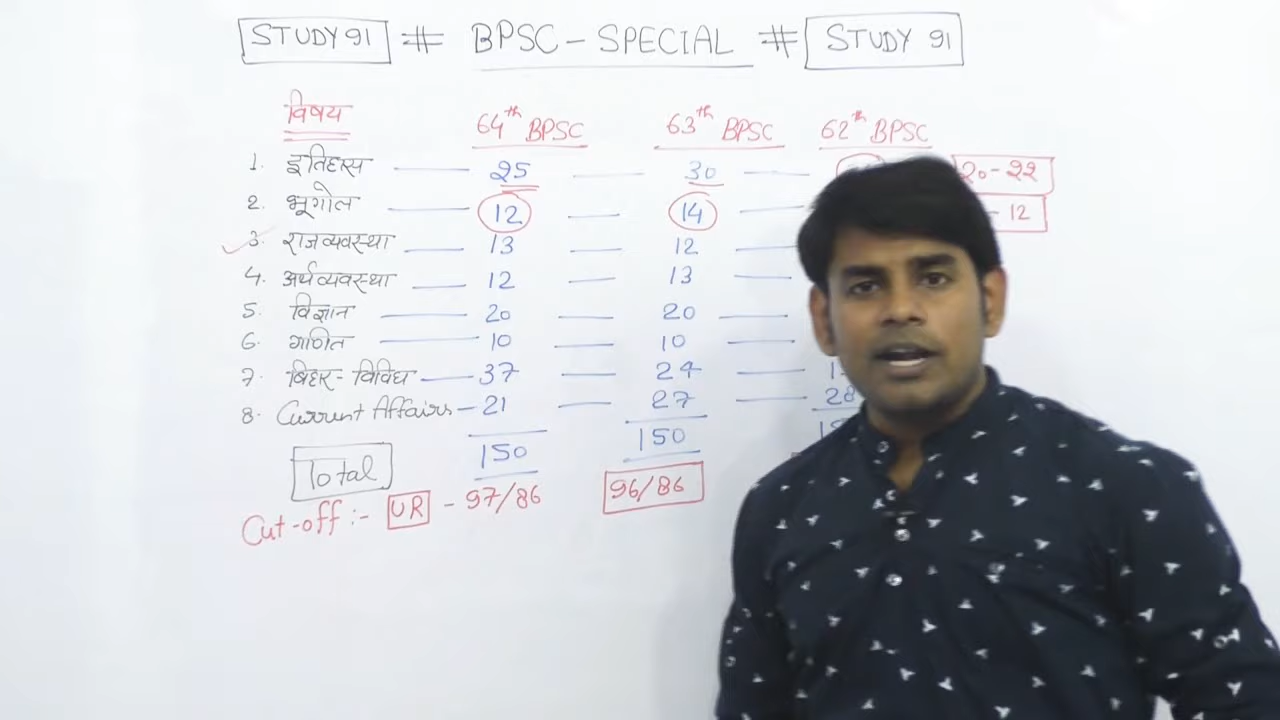 STUDY 91 # BPSC - SPECIAL # STUDY 91
विषय 64th BPSC 63th BPSC 62th BPSC
1. इतिहास — 25 — 30 20-22
2. भूगोल — 12 — 14 — - 12
3. राजव्यवस्था — 13 — 12 —
4. अर्थव्यवस्था — 12 — 13 —
5. विज्ञान — 20 — 20 —
6. गणित — 10 — 10 —
7. बिहार - विविध — 37 — 24 —
8. Current Affairs — 21 — 27 — 28
Total 150 150
Cut-off :- UR - 97/86 96/86